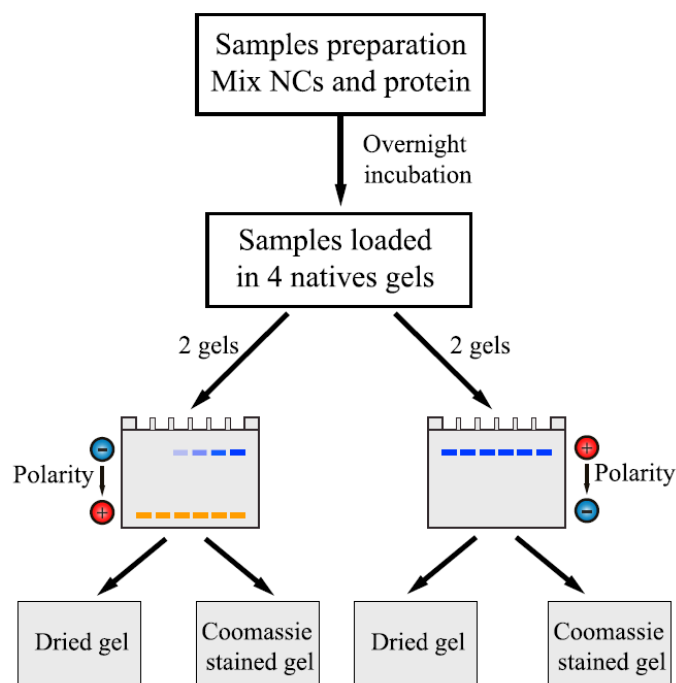 Samples preparation
Mix NCs and protein
Overnight
incubation
Samples loaded
in 4 natives gels
2 gels
2 gels
-
Polarity
+
+
Polarity
-
Dried gel
Coomassie
stained gel
Dried gel
Coomassie
stained gel